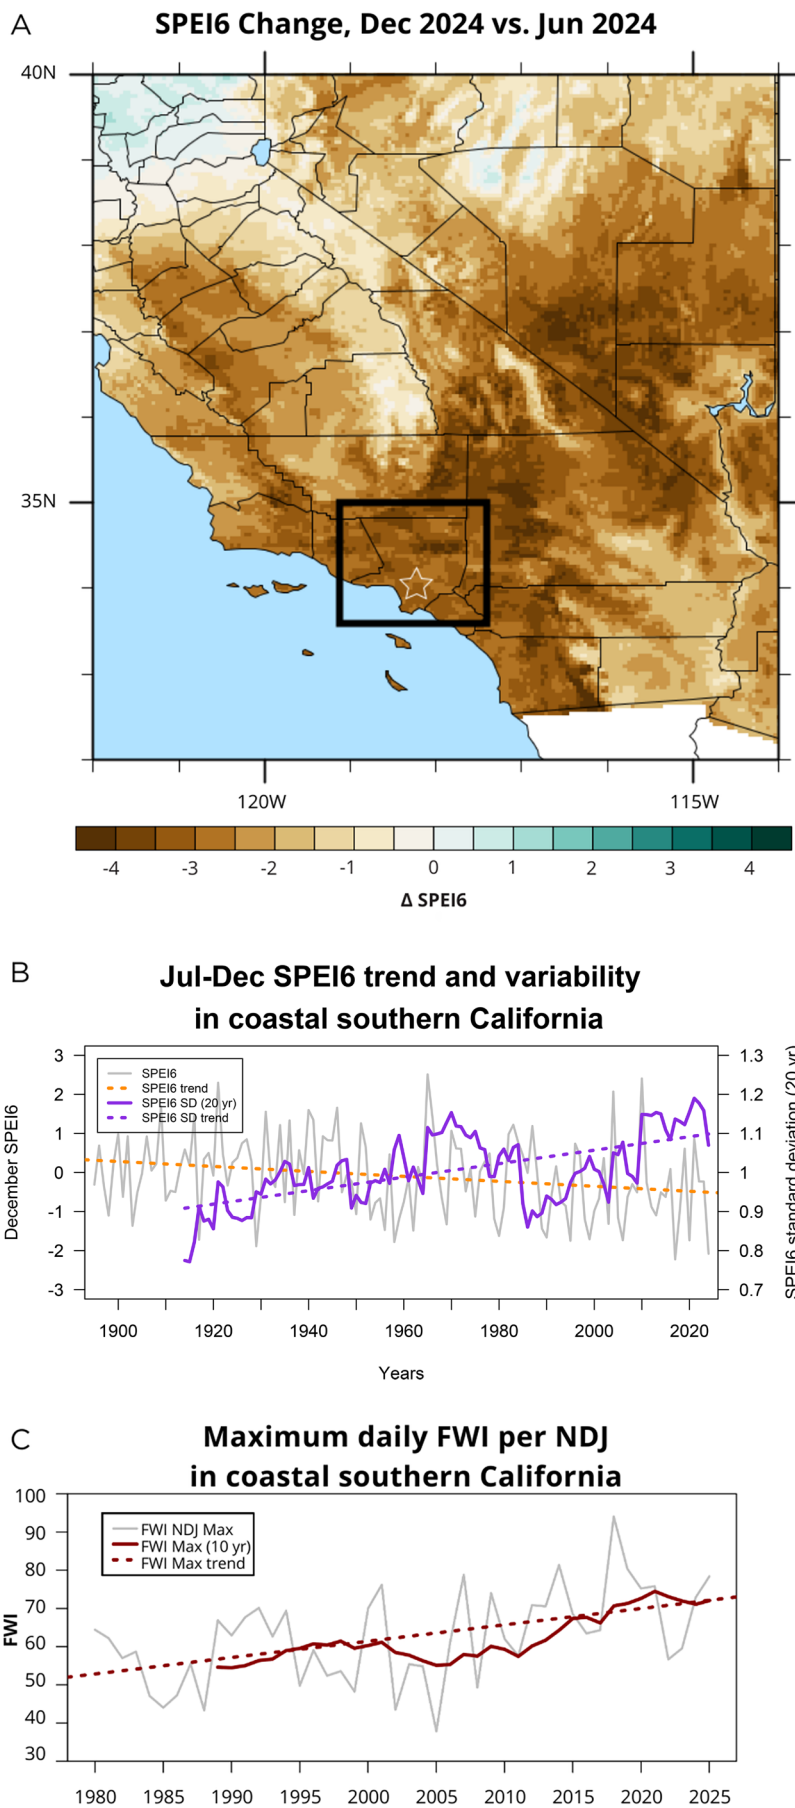 A
SPEI6 Change, Dec 2024 vs. Jun 2024
40N
35N
120W 115W
-4 -3 -2 -1 0 1 2 3 4
Δ SPEI6
B
Jul-Dec SPEI6 trend and variability
in coastal southern California
3
2
1
0
-1
-2
-3
December SPEI6
SPEI6
SPEI6 trend
SPEI6 SD (20 yr)
SPEI6 SD trend
1.3
1.2
1.1
1
0.9
0.8
0.7
SPEI6 standard deviation (20 yr)
1900 1920 1940 1960 1980 2000 2020
Years
C
Maximum daily FWI per NDJ
in coastal southern California
100
90
80
70
60
50
40
30
FWI
FWI NDJ Max
FWI Max (10 yr)
FWI Max trend
1980 1985 1990 1995 2000 2005 2010 2015 2020 2025